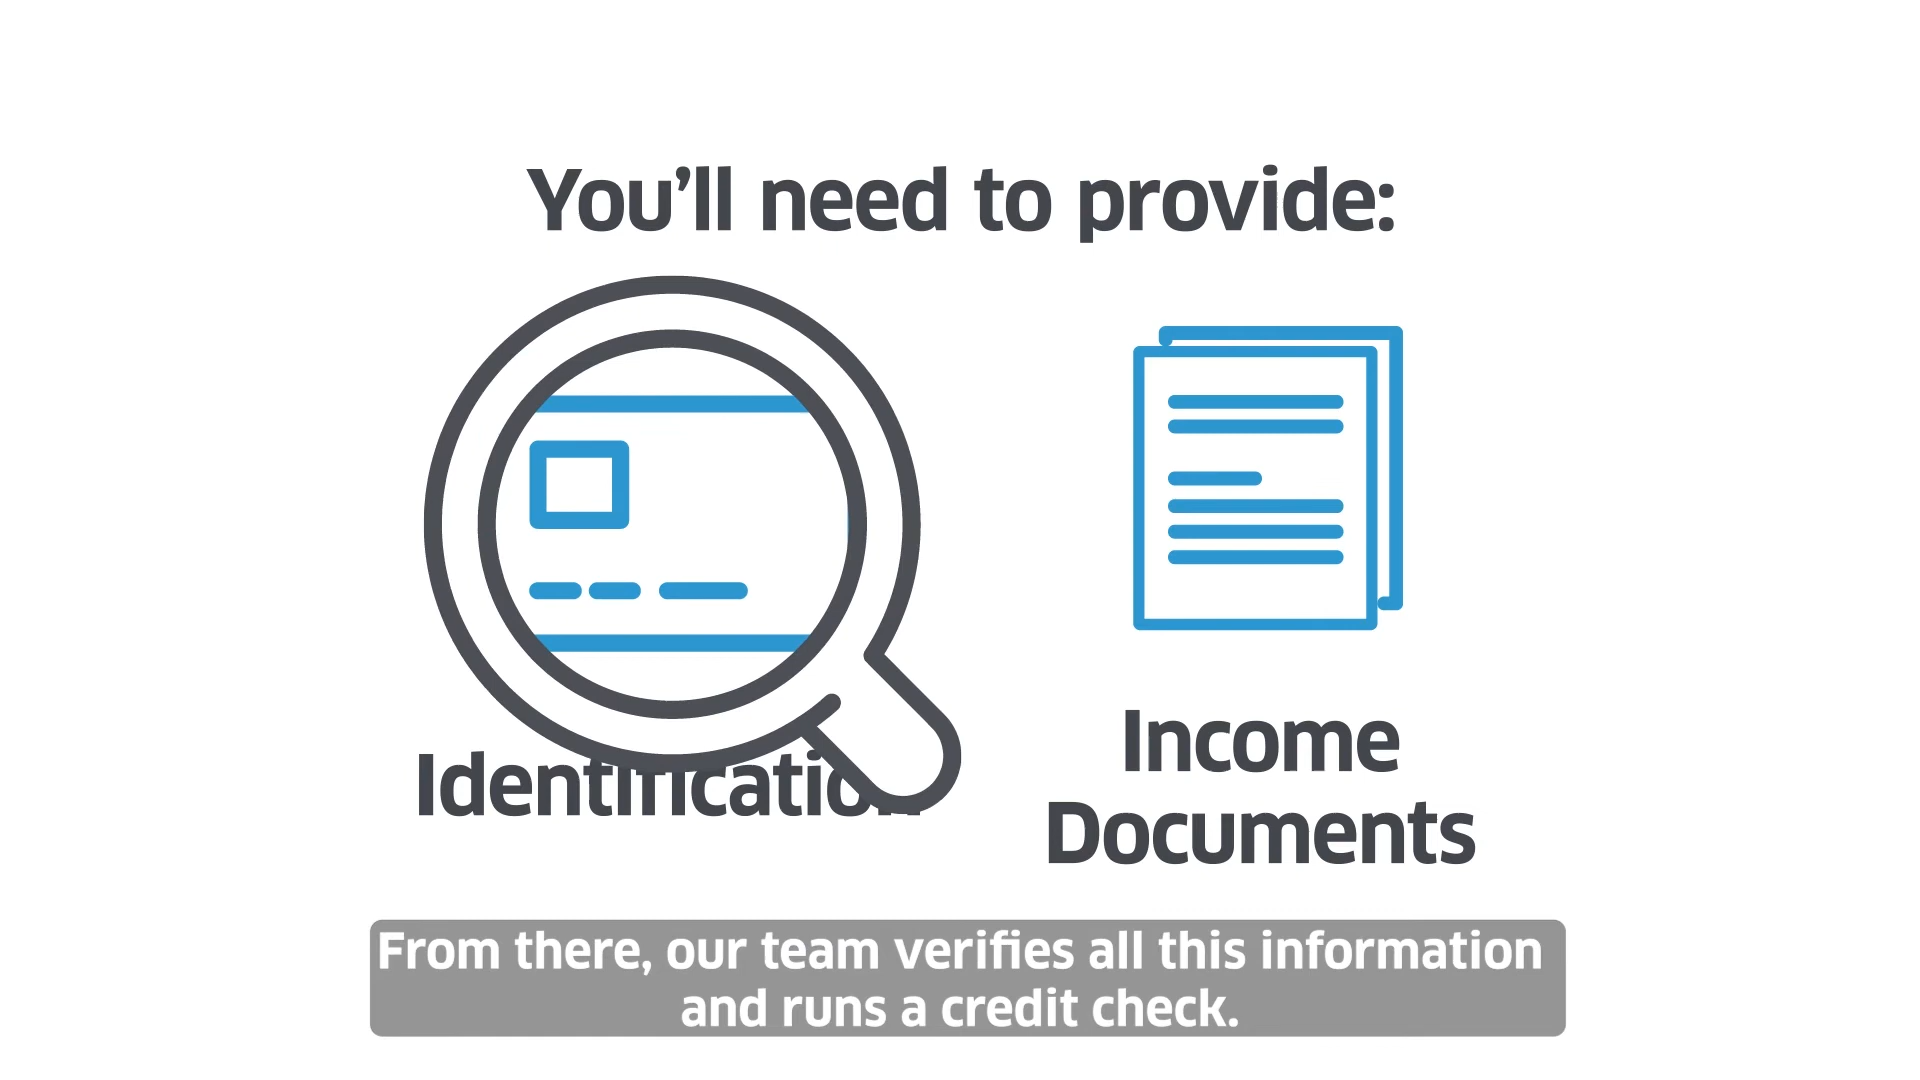 You'll need to provide:
Identification
Income
Documents
From there, our team verifies all this information
and runs a credit check.